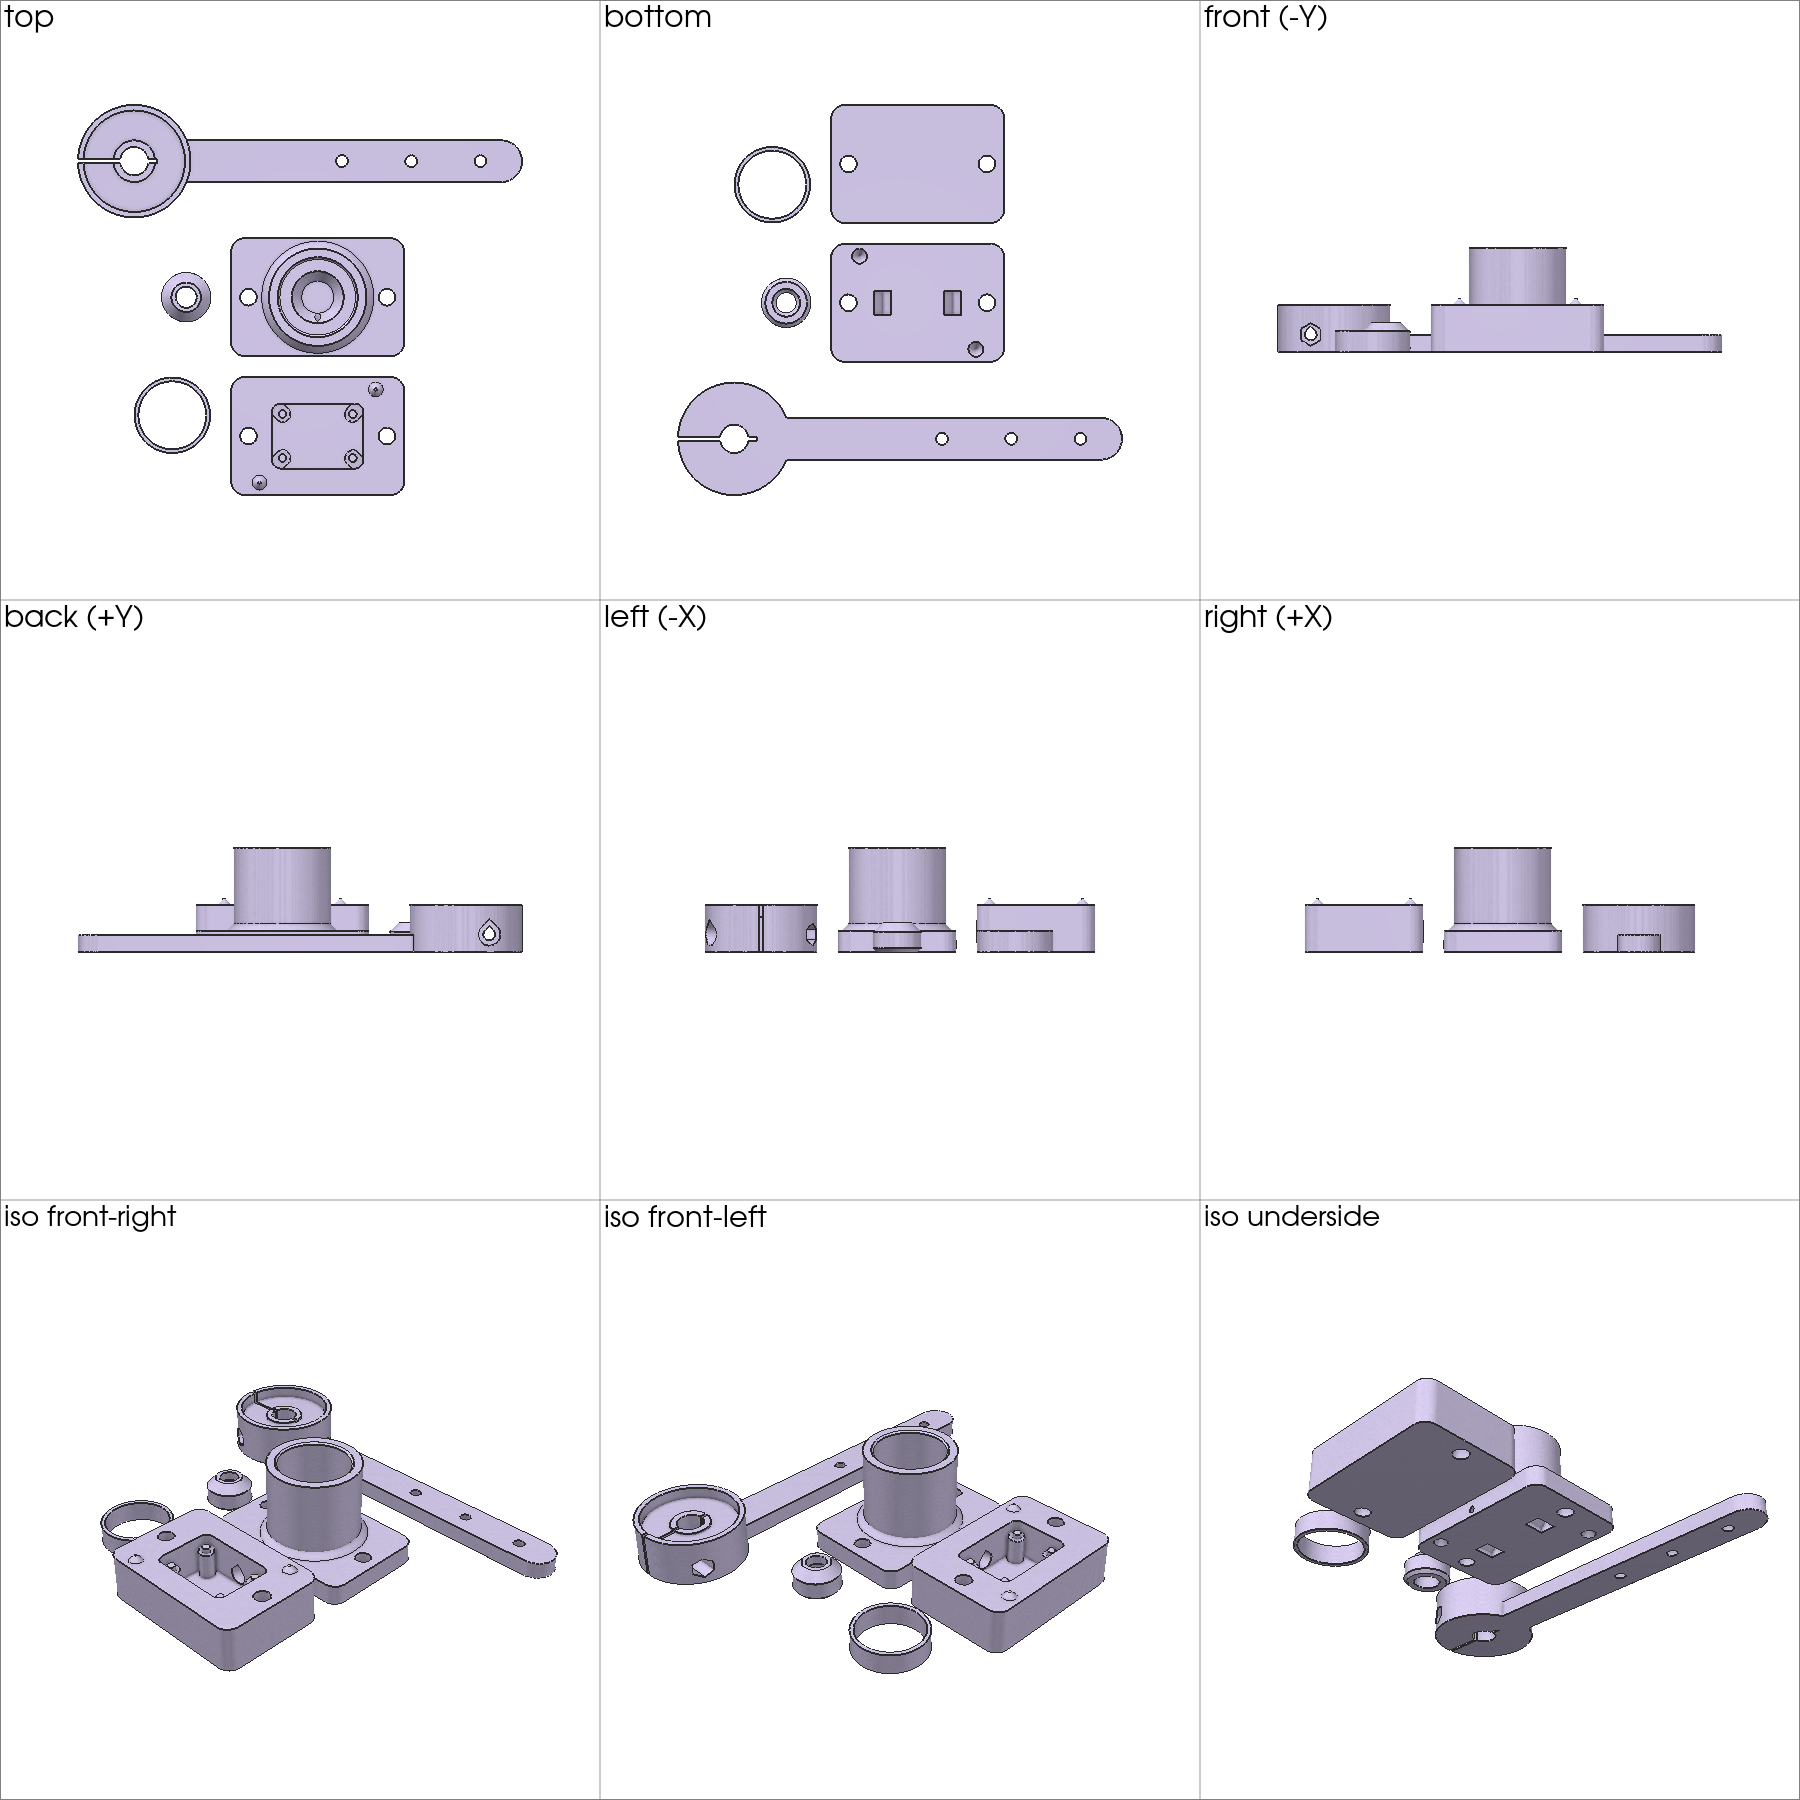 top
bottom
front (-Y)
back (+Y)
left (-X)
right (+X)
iso front-right
iso front-left
iso underside